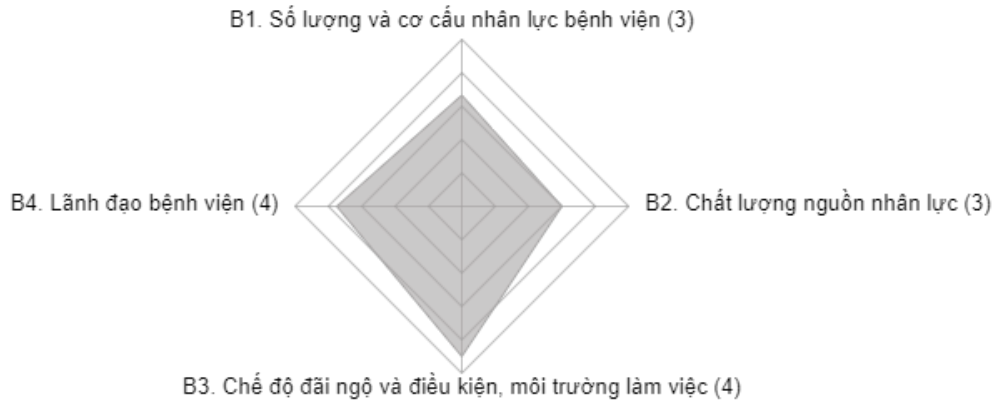 B1. Số lượng và cơ cấu nhân lực bệnh viện (3)
B4. Lãnh đạo bệnh viện (4)
B2. Chất lượng nguồn nhân lực (3)
B3. Chế độ đãi ngộ và điều kiện, môi trường làm việc (4)